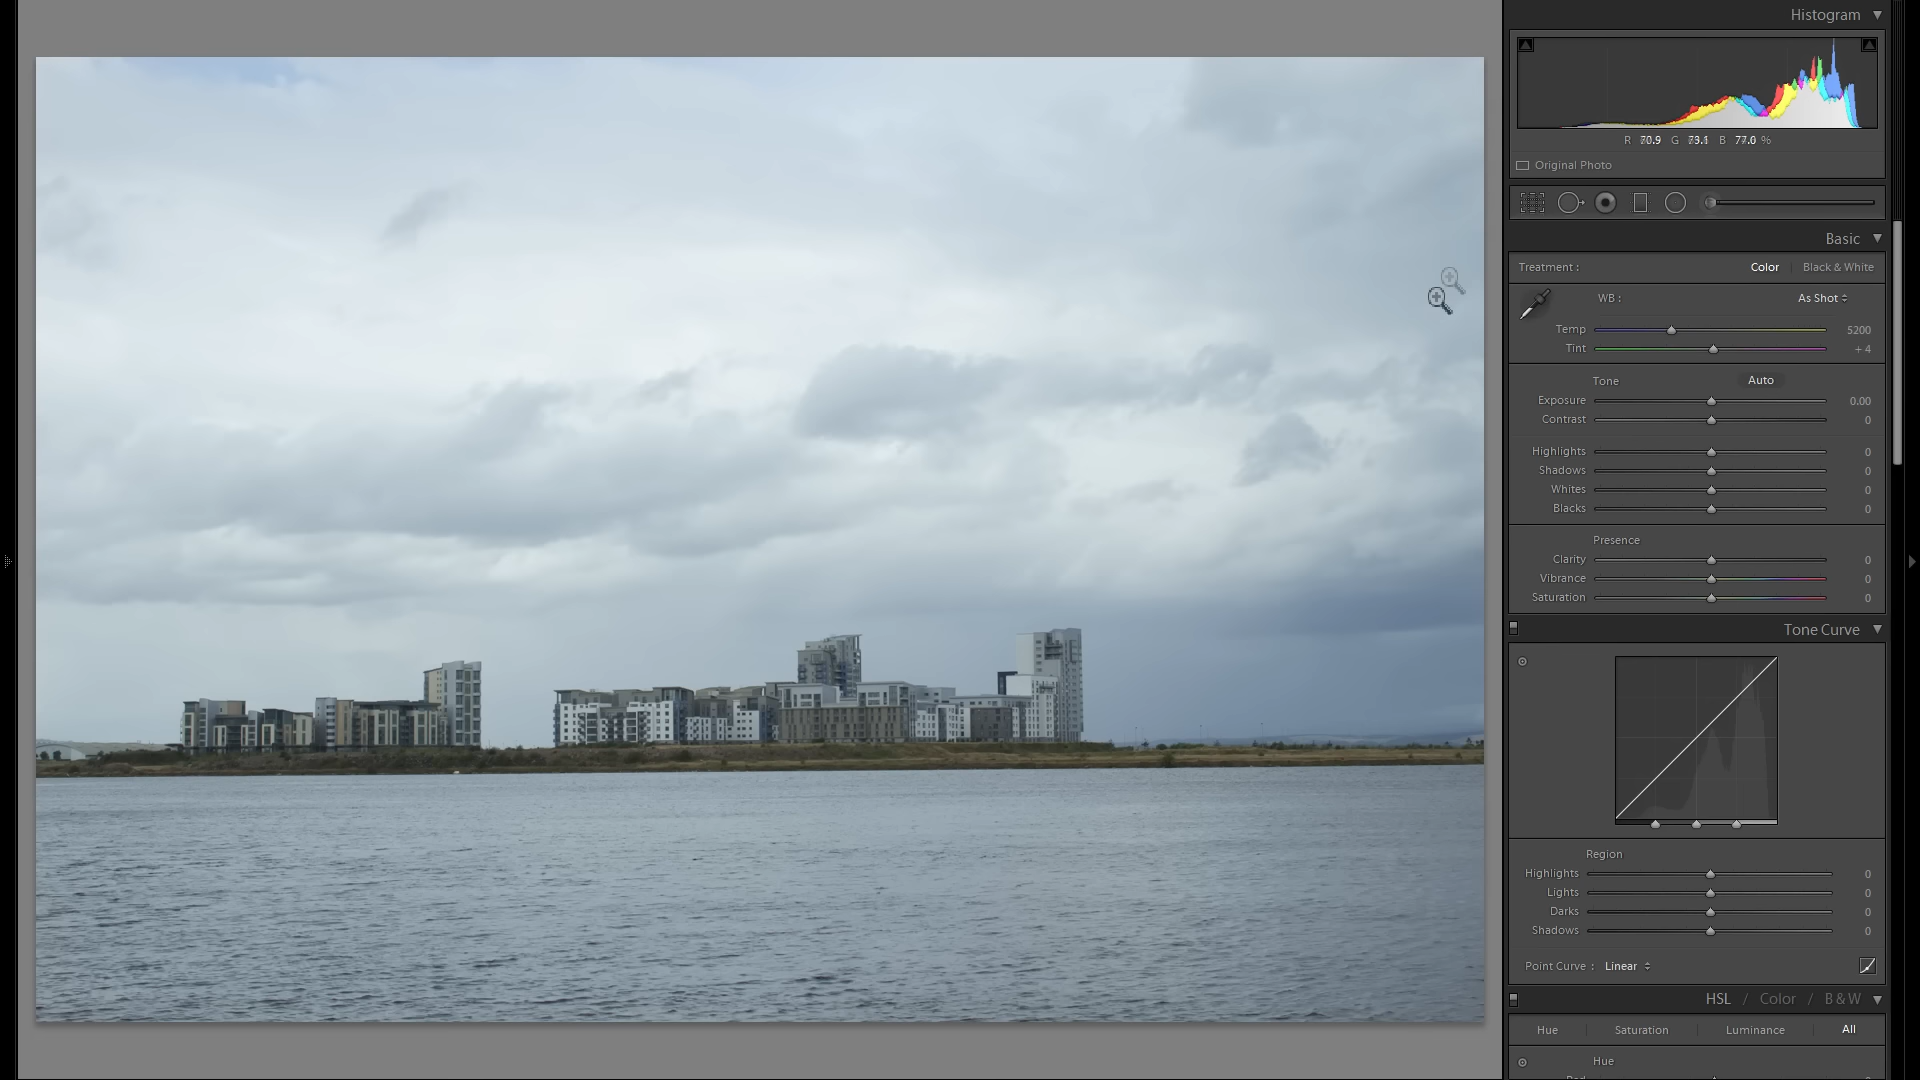 Histogram
R 70.9 G 73.1 B 77.0 %
Original Photo
Basic
Treatment : Color Black & White
WB : As Shot
Temp 5200
Tint + 4
Tone Auto
Exposure 0.00
Contrast 0
Highlights 0
Shadows 0
Whites 0
Blacks 0
Presence
Clarity 0
Vibrance 0
Saturation 0
Tone Curve
Region
Highlights 0
Lights 0
Darks 0
Shadows 0
Point Curve : Linear
HSL / Color / B & W
Hue Saturation Luminance All
Hue